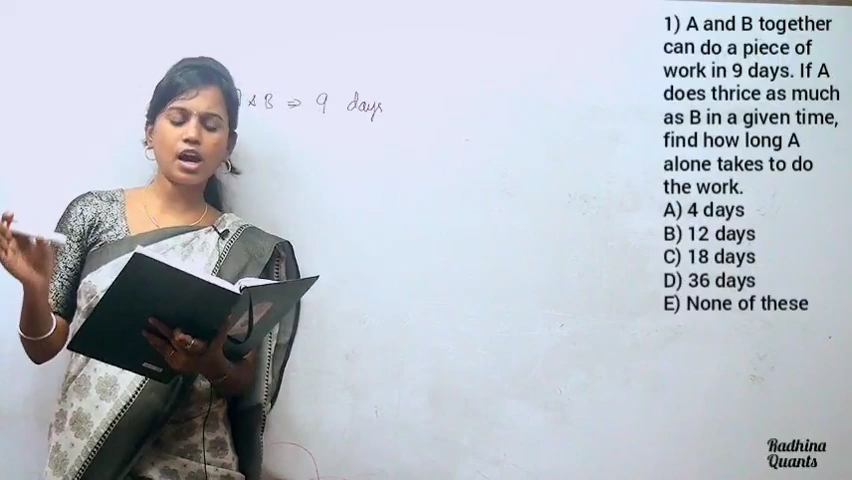 A & B ⇒ 9 days
1) A and B together
can do a piece of
work in 9 days. If A
does thrice as much
as B in a given time,
find how long A
alone takes to do
the work.
A) 4 days
B) 12 days
C) 18 days
D) 36 days
E) None of these
Radhina
Quants